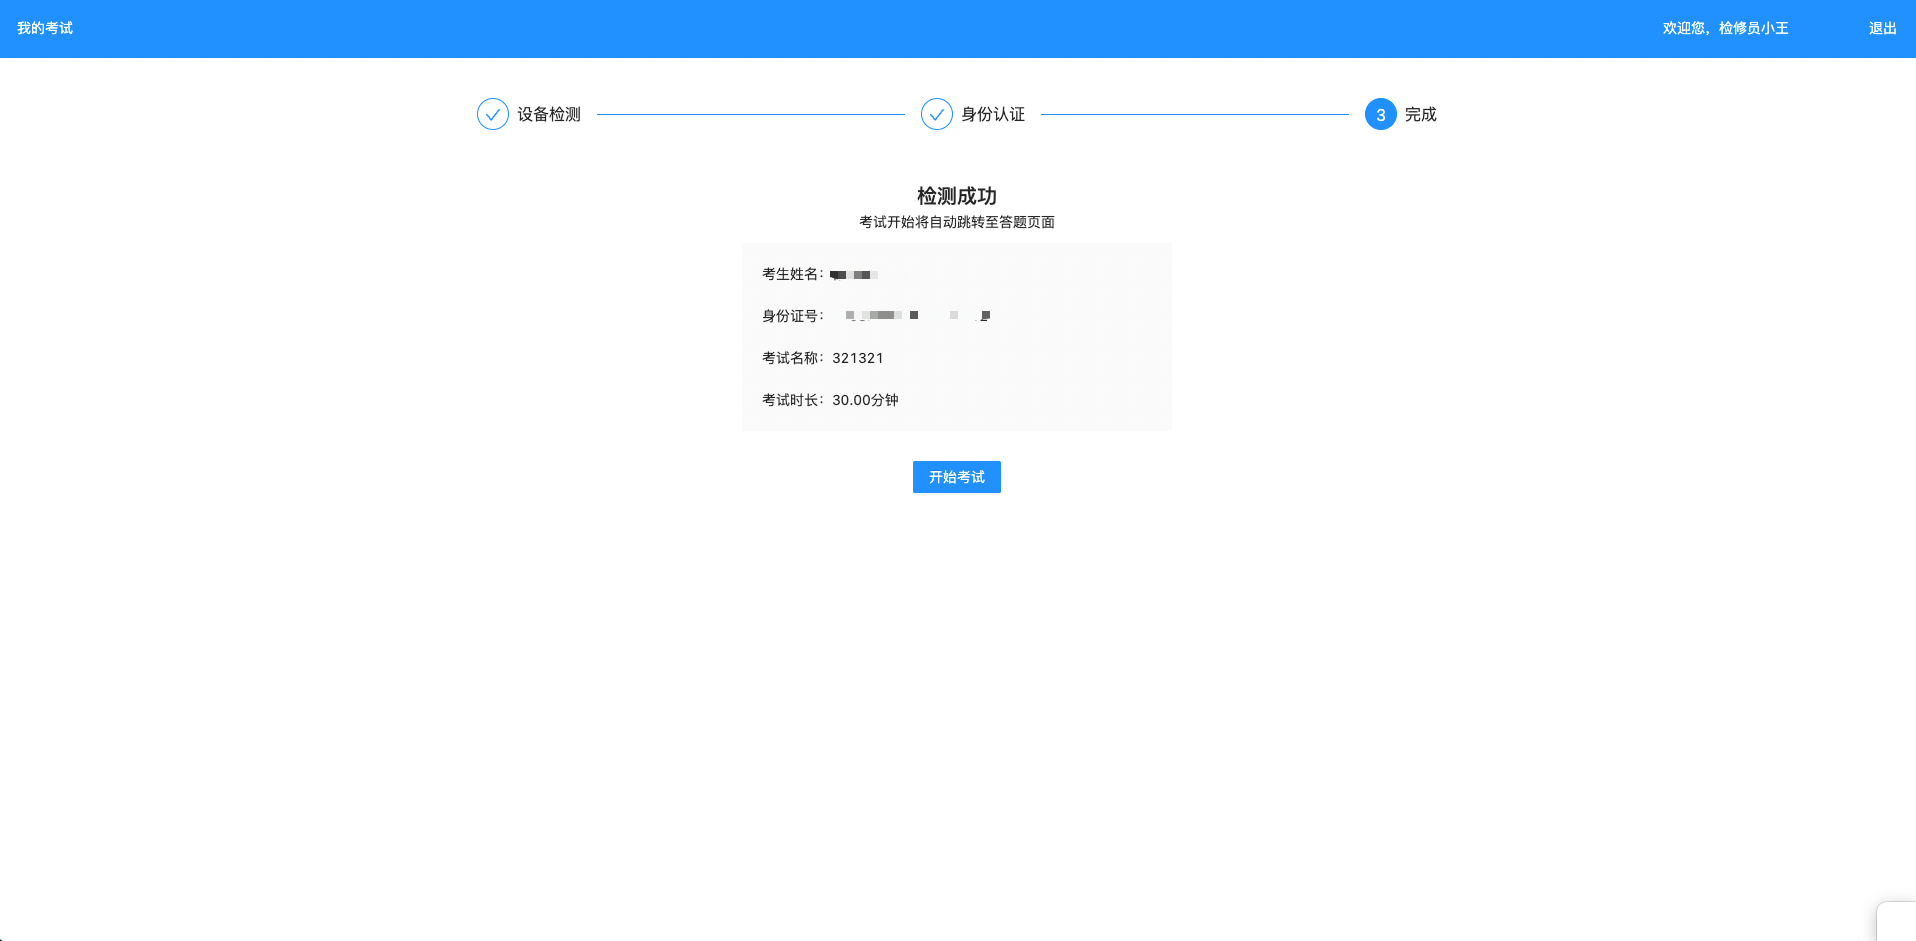 我的考试
欢迎您，检修员小王
退出
设备检测
身份认证
3 完成
检测成功
考试开始将自动跳转至答题页面
考生姓名：
身份证号：
考试名称：321321
考试时长：30.00分钟
开始考试